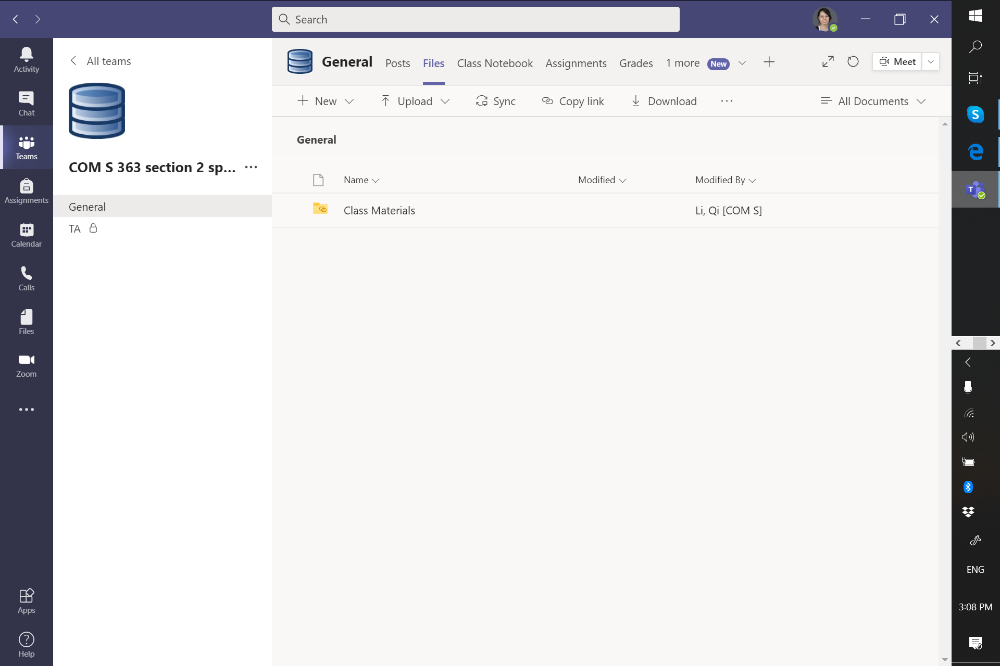 Search
Activity
Chat
Teams
Assignments
Calendar
Calls
Files
Zoom
Apps
Help
All teams
COM S 363 section 2 sp...
General
TA
General Posts Files Class Notebook Assignments Grades 1 more New Meet
New Upload Sync Copy link Download All Documents
General
Name Modified Modified By
Class Materials Li, Qi [COM S]
S
T
ENG
3:08 PM